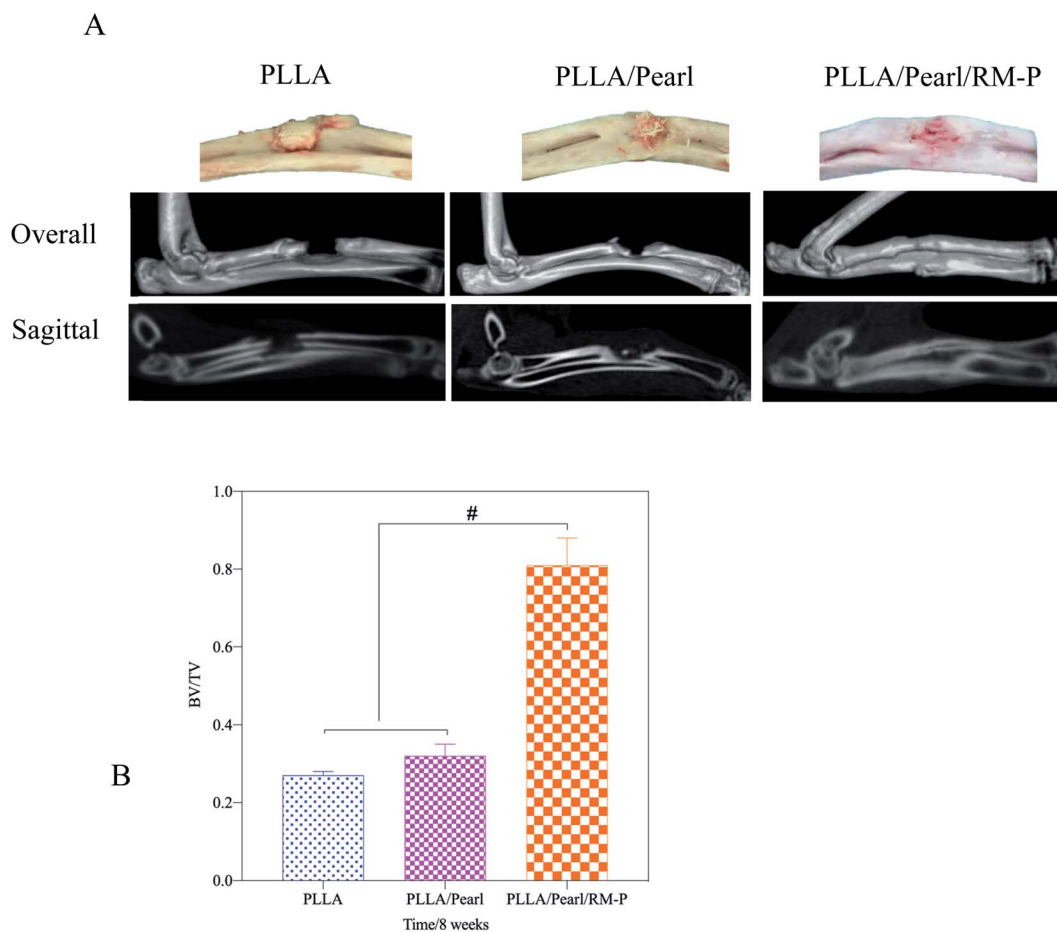 A
PLLA
PLLA/Pearl
PLLA/Pearl/RM-P
Overall
Sagittal
B
BV/TV
1.0
0.8
0.6
0.4
0.2
0.0
#
PLLA
PLLA/Pearl
PLLA/Pearl/RM-P
Time/8 weeks